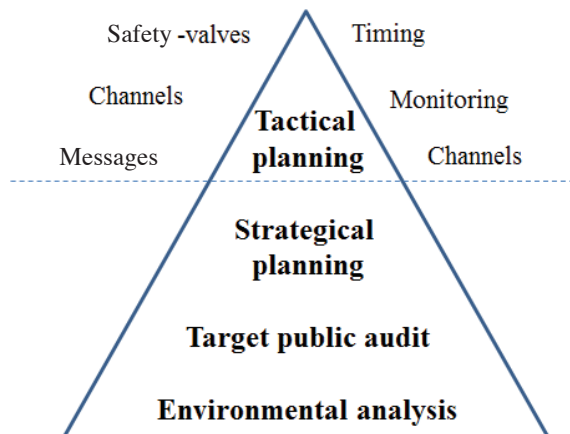 Safety -valves
Timing
Channels
Monitoring
Tactical
planning
Messages
Channels
Strategical
planning
Target public audit
Environmental analysis